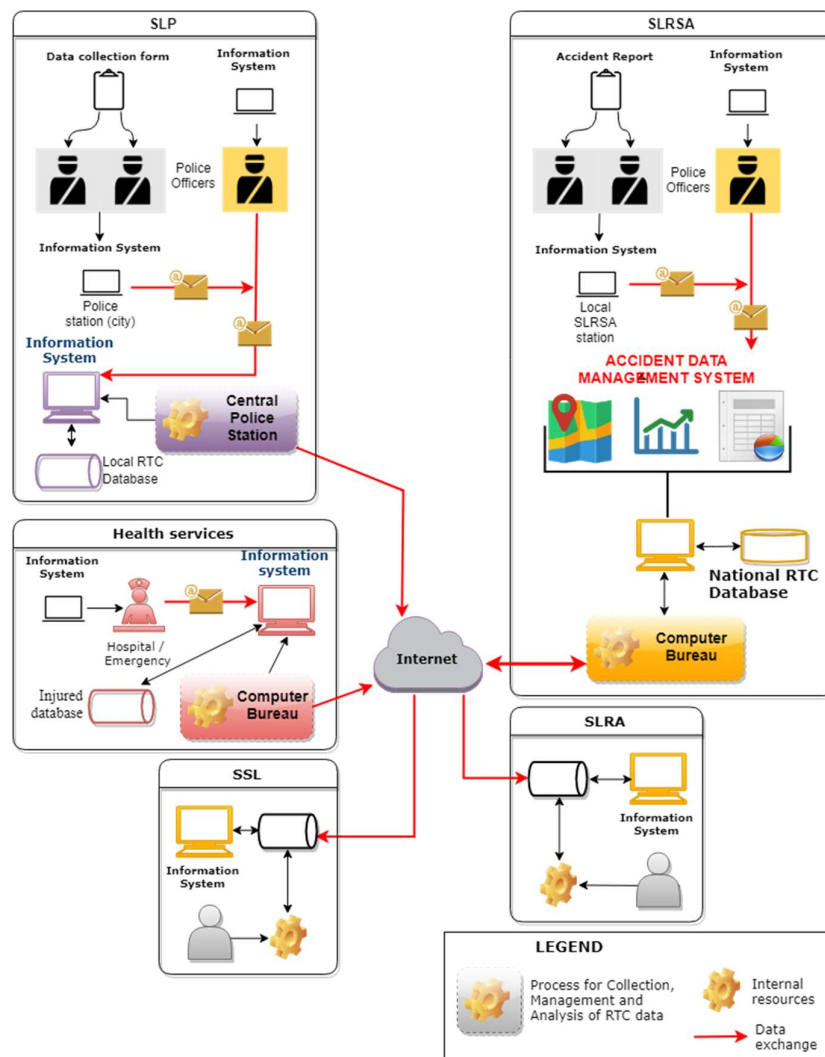 SLP
Data collection form
Information
System
Police
Officers
Information System
@
Police
station (city)
@
Information
System
Central
Police
Station
Local RTC
Database
SLRSA
Accident Report
Information
System
Police
Officers
Information System
@
Local
SLRSA
station
@
ACCIDENT DATA
MANAGEMENT SYSTEM
National RTC
Database
Computer
Bureau
Health services
Information
System
@
Information
system
Hospital /
Emergency
Injured
database
Computer
Bureau
Internet
SSL
Information
System
SLRA
Information
System
LEGEND
Process for Collection,
Management and
Analysis of RTC data
Internal
resources
Data
exchange